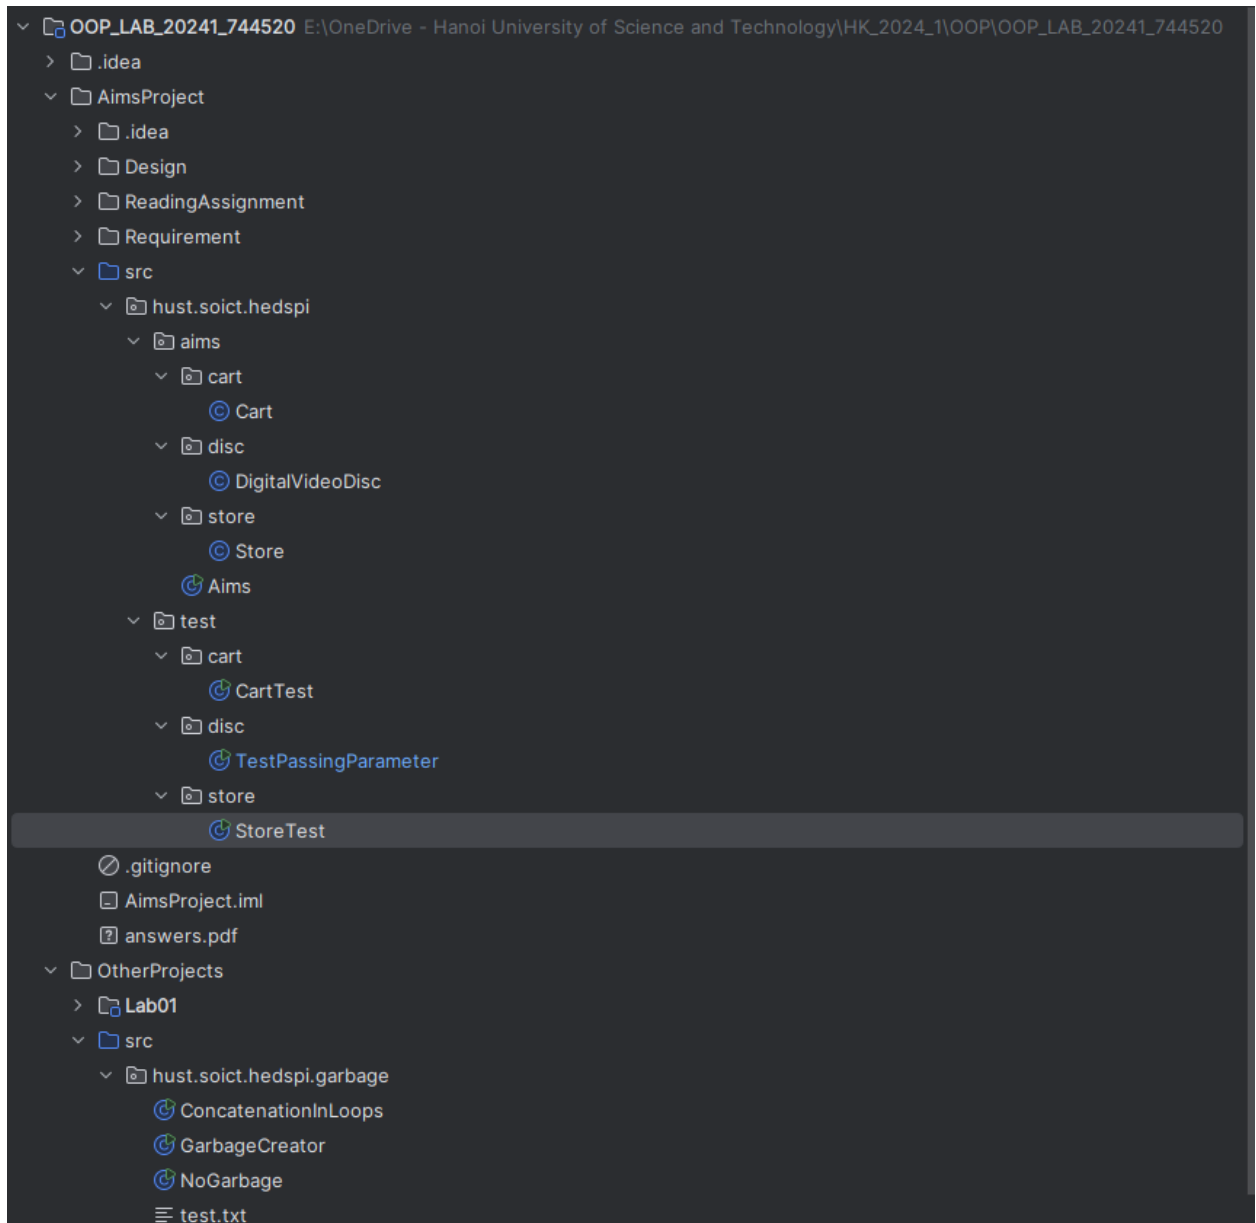 OOP_LAB_20241_744520 E:\OneDrive - Hanoi University of Science and Technology\HK_2024_1\OOP\OOP_LAB_20241_744520
.idea
AimsProject
.idea
Design
ReadingAssignment
Requirement
src
hust.soict.hedspi
aims
cart
Cart
disc
DigitalVideoDisc
store
Store
Aims
test
cart
CartTest
disc
TestPassingParameter
store
StoreTest
.gitignore
AimsProject.iml
answers.pdf
OtherProjects
Lab01
src
hust.soict.hedspi.garbage
ConcatenationInLoops
GarbageCreator
NoGarbage
test.txt